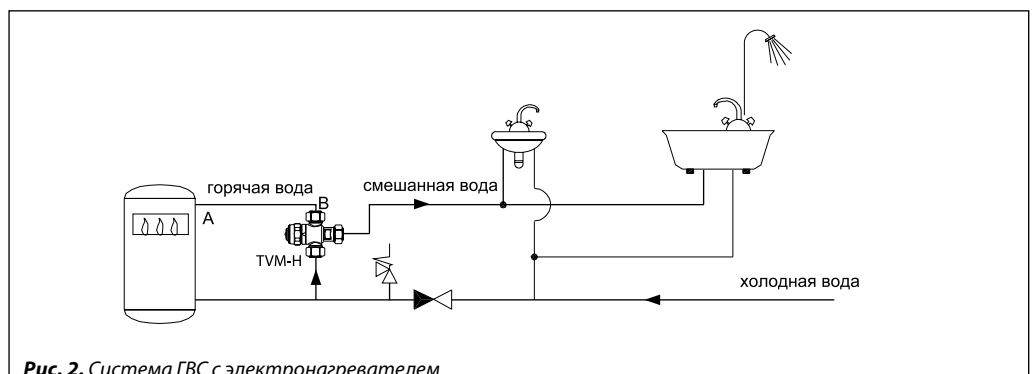 горячая вода
смешанная вода
B
A
TVM-H
холодная вода
Рис. 2. Система ГВС с электронагревателем